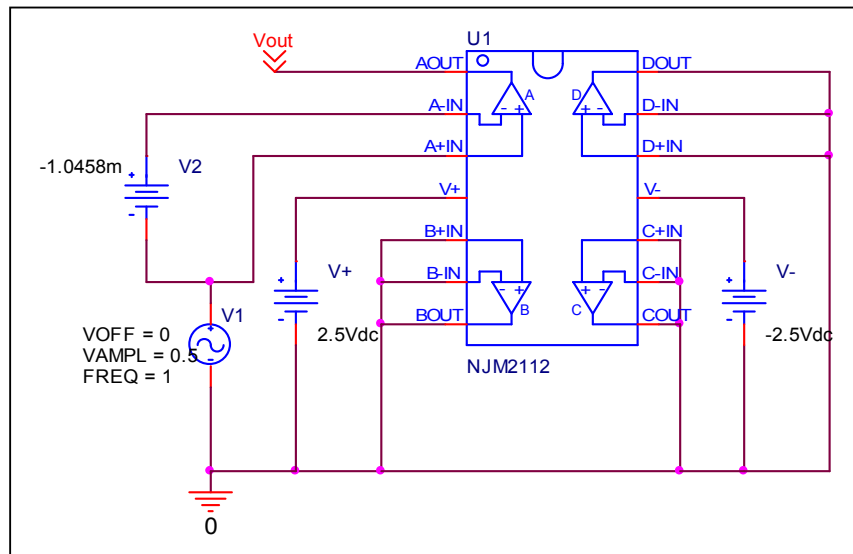 U1
Vout
AOUT
DOUT
A
D
- +
+ -
A-IN
D-IN
A+IN
D+IN
-1.0458m
+
V2
-
V+
V-
B+IN
C+IN
V+
+
-
2.5Vdc
B-IN
C-IN
- +
+ -
B
C
V-
+
-
-2.5Vdc
BOUT
COUT
V1
+
-
VOFF = 0
VAMPL = 0.5
FREQ = 1
NJM2112
0